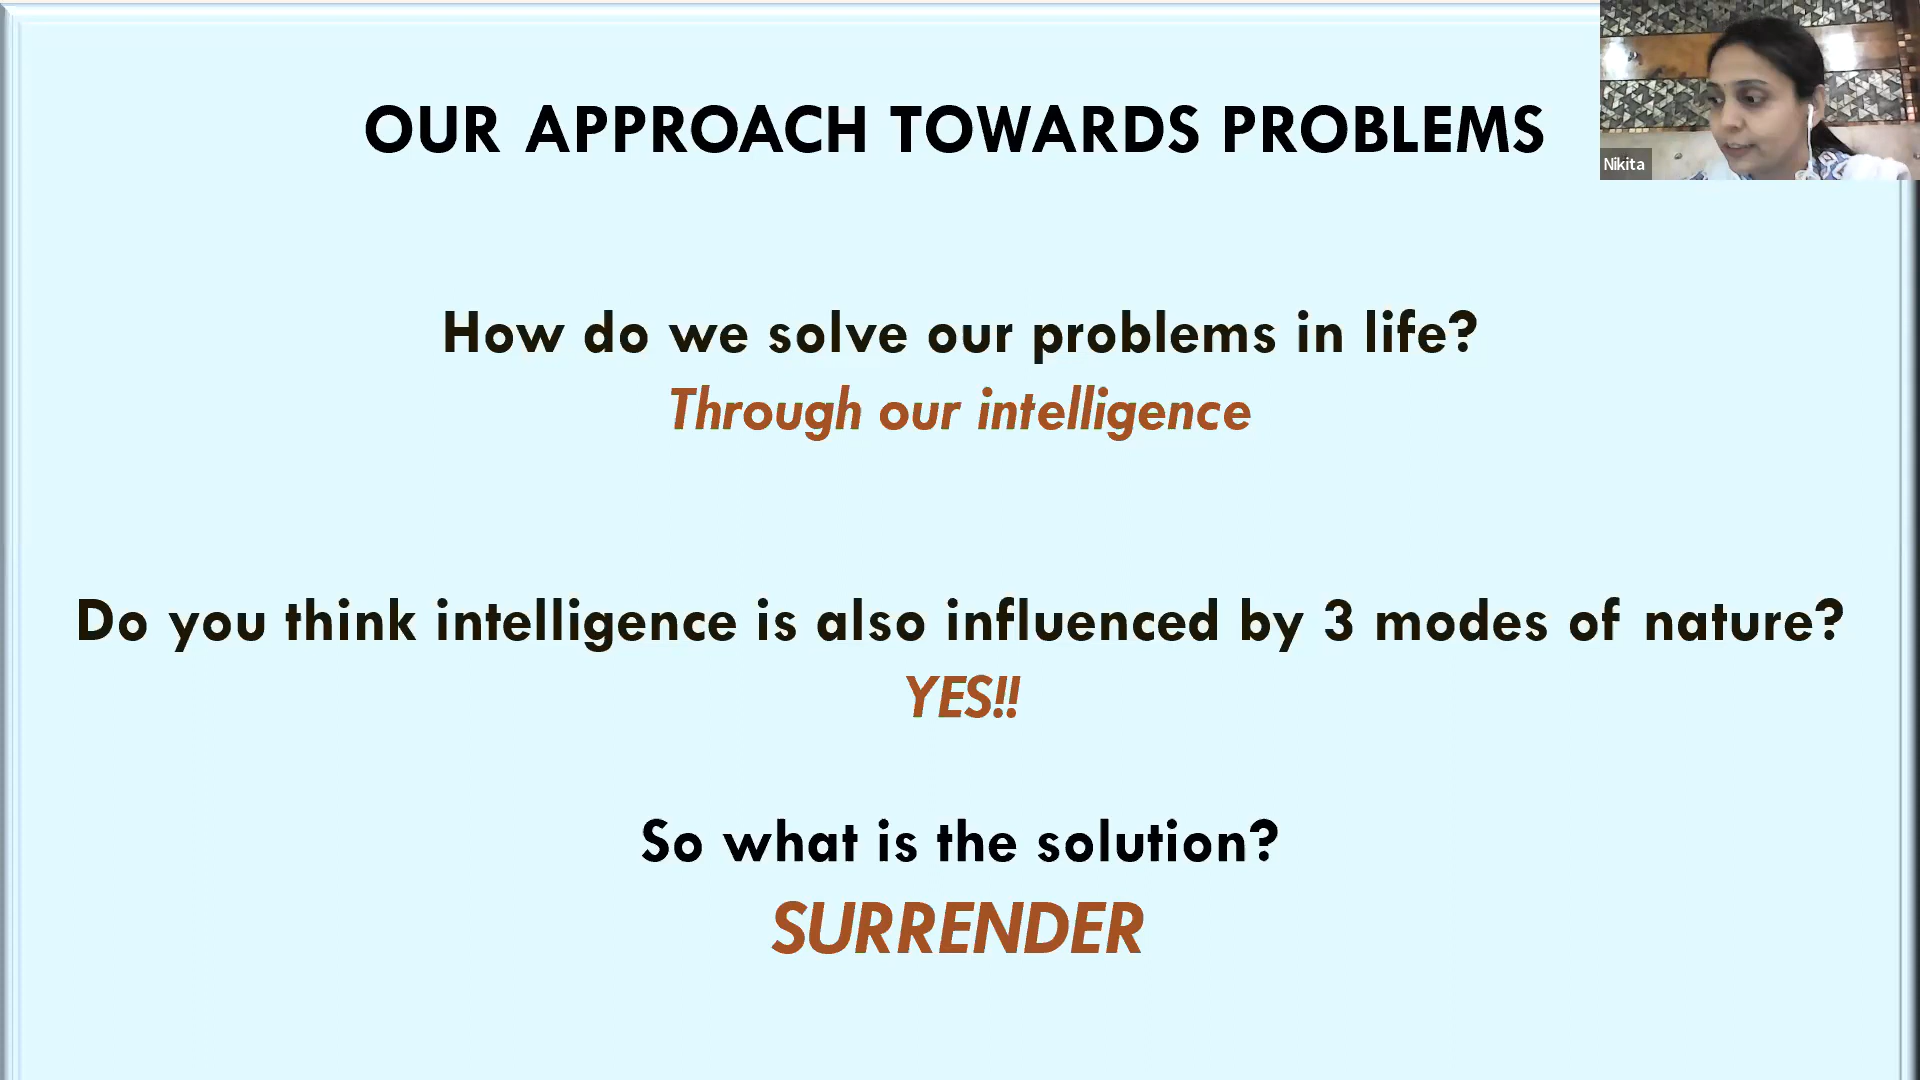 OUR APPROACH TOWARDS PROBLEMS
Nikita
How do we solve our problems in life?
Through our intelligence
Do you think intelligence is also influenced by 3 modes of nature?
YES!!
So what is the solution?
SURRENDER